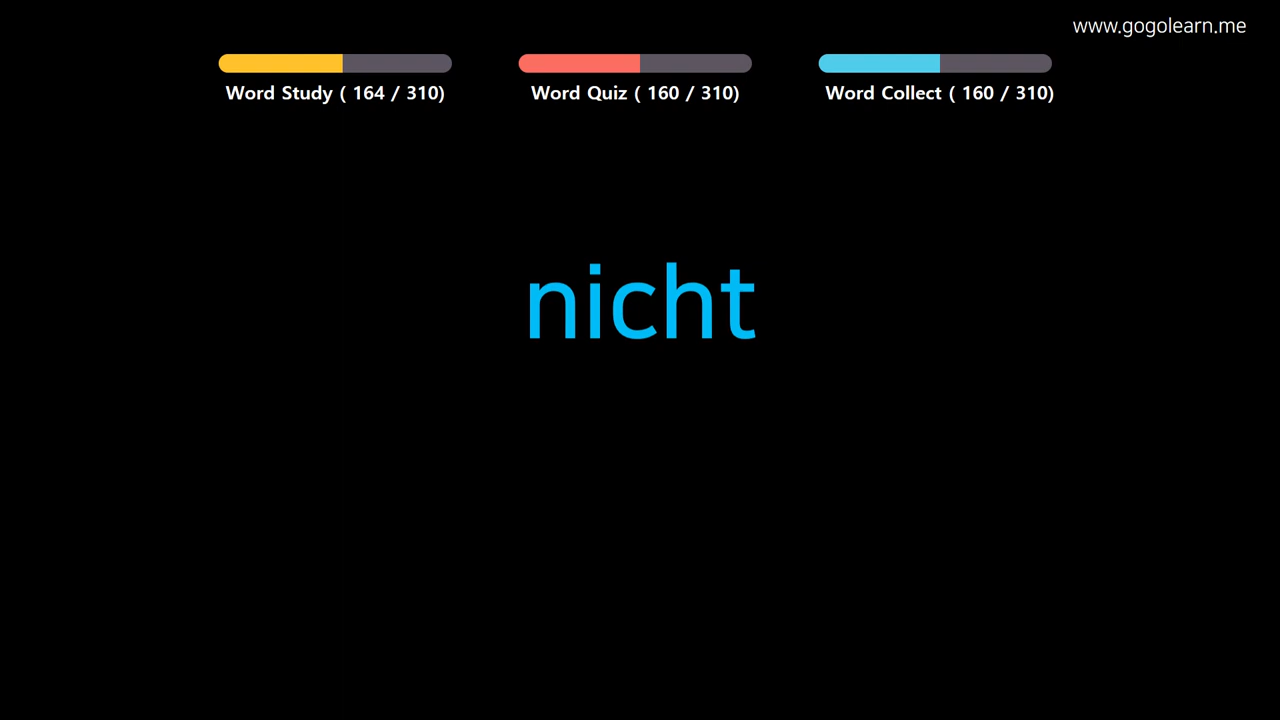 www.gogolearn.me
Word Study ( 164 / 310)
Word Quiz ( 160 / 310)
Word Collect ( 160 / 310)
nicht